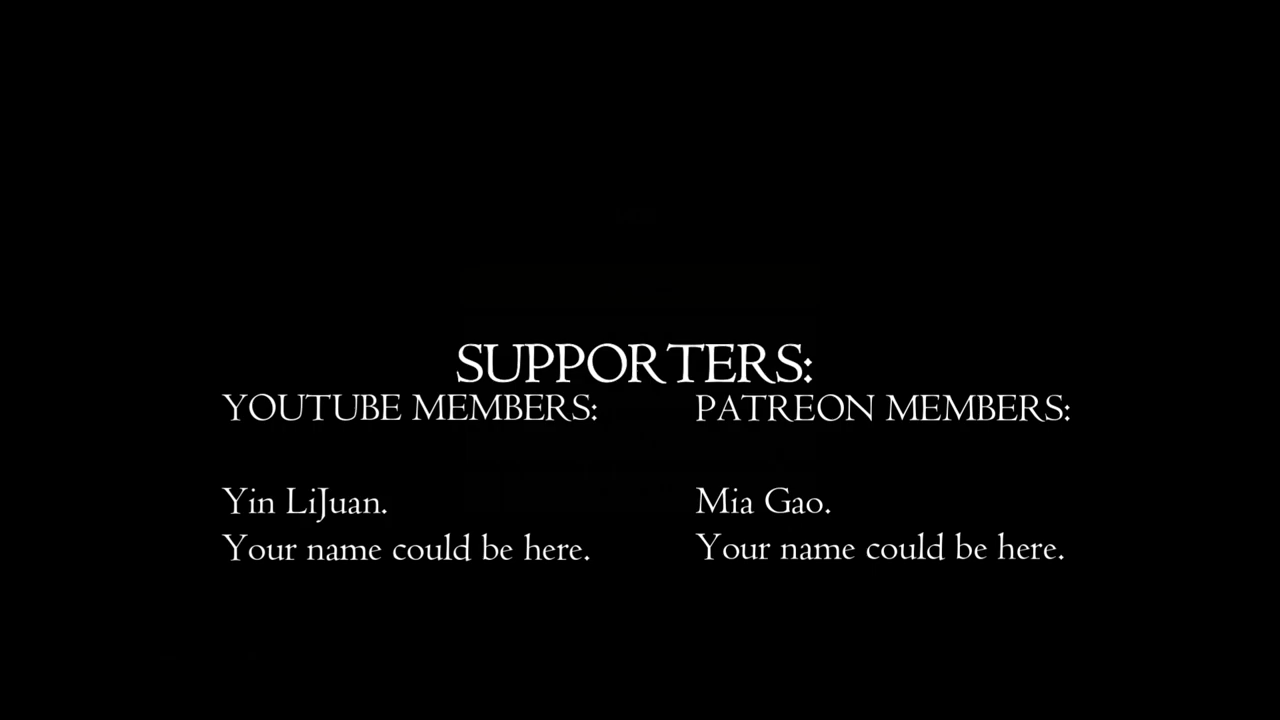 SUPPORTERS:
YOUTUBE MEMBERS:
Yin LiJuan.
Your name could be here.
PATREON MEMBERS:
Mia Gao.
Your name could be here.